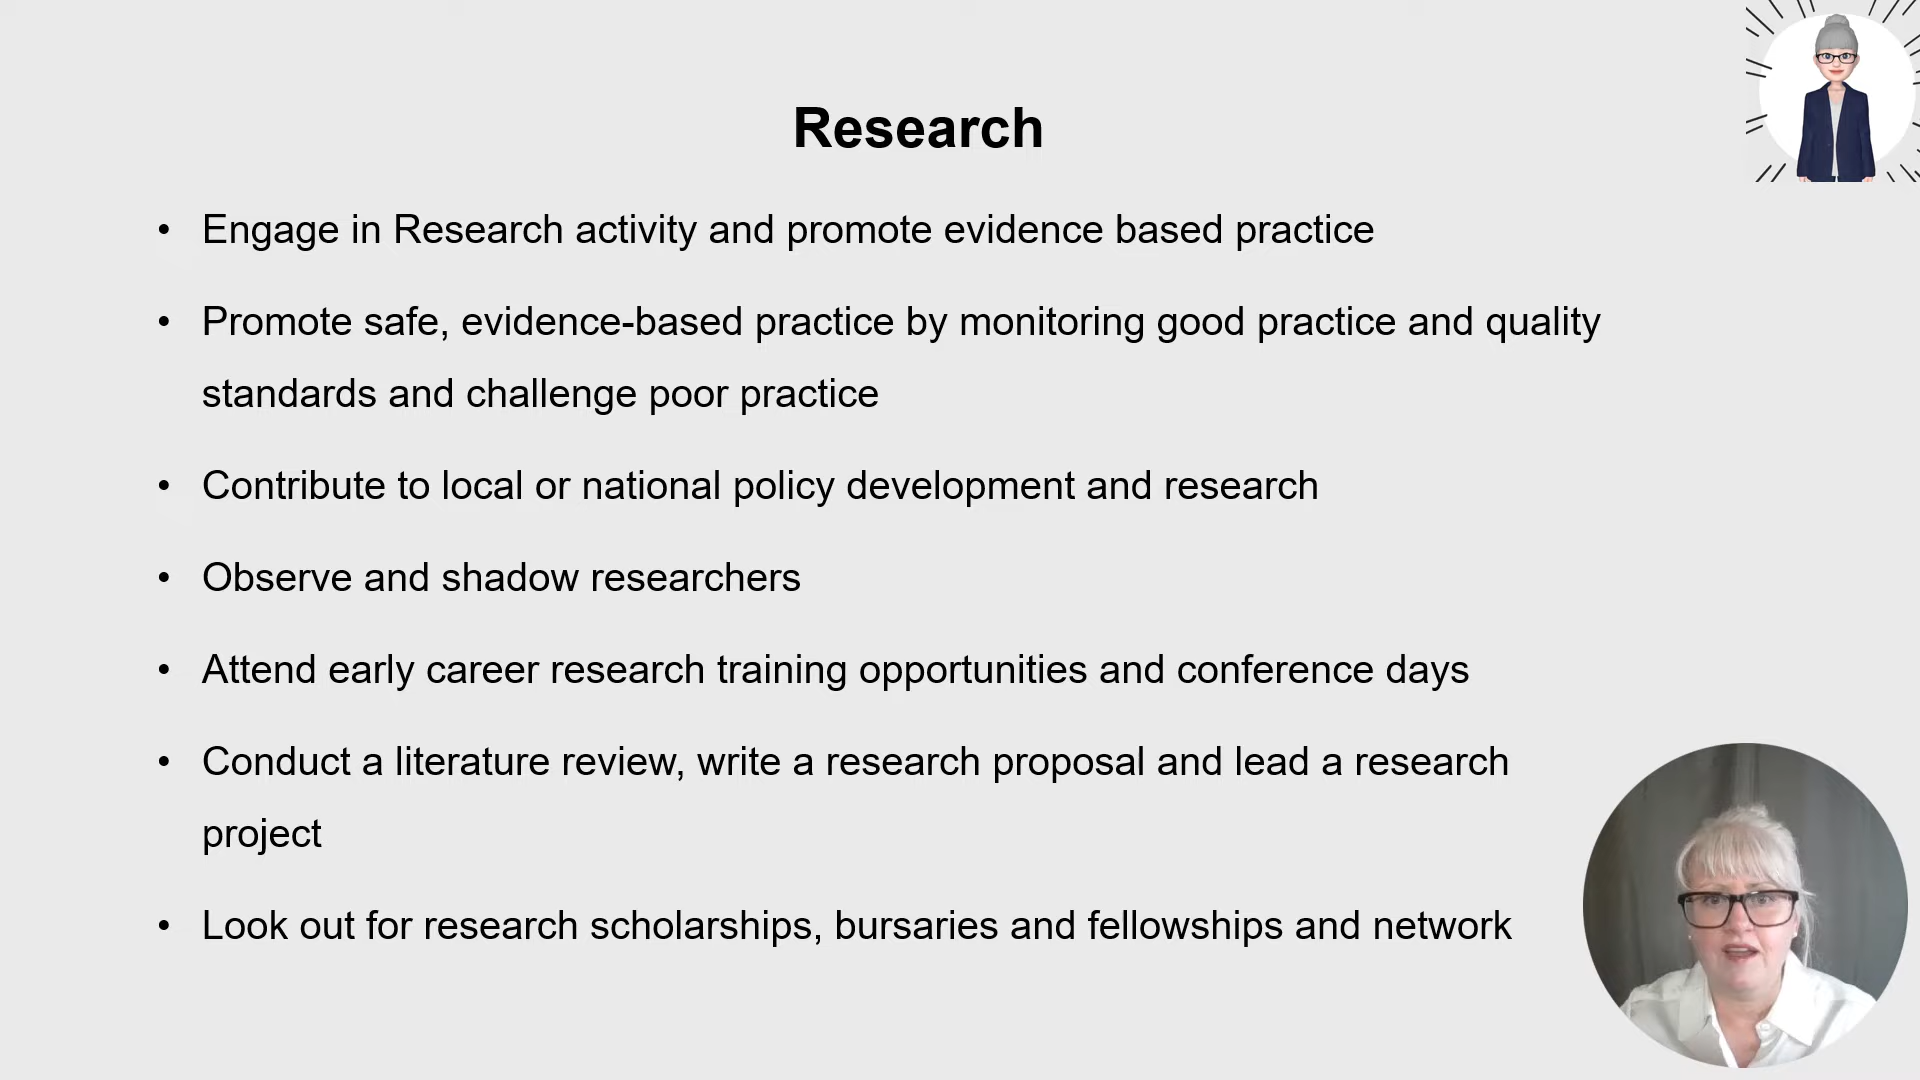 Research
• Engage in Research activity and promote evidence based practice
• Promote safe, evidence-based practice by monitoring good practice and quality
standards and challenge poor practice
• Contribute to local or national policy development and research
• Observe and shadow researchers
• Attend early career research training opportunities and conference days
• Conduct a literature review, write a research proposal and lead a research
project
• Look out for research scholarships, bursaries and fellowships and network